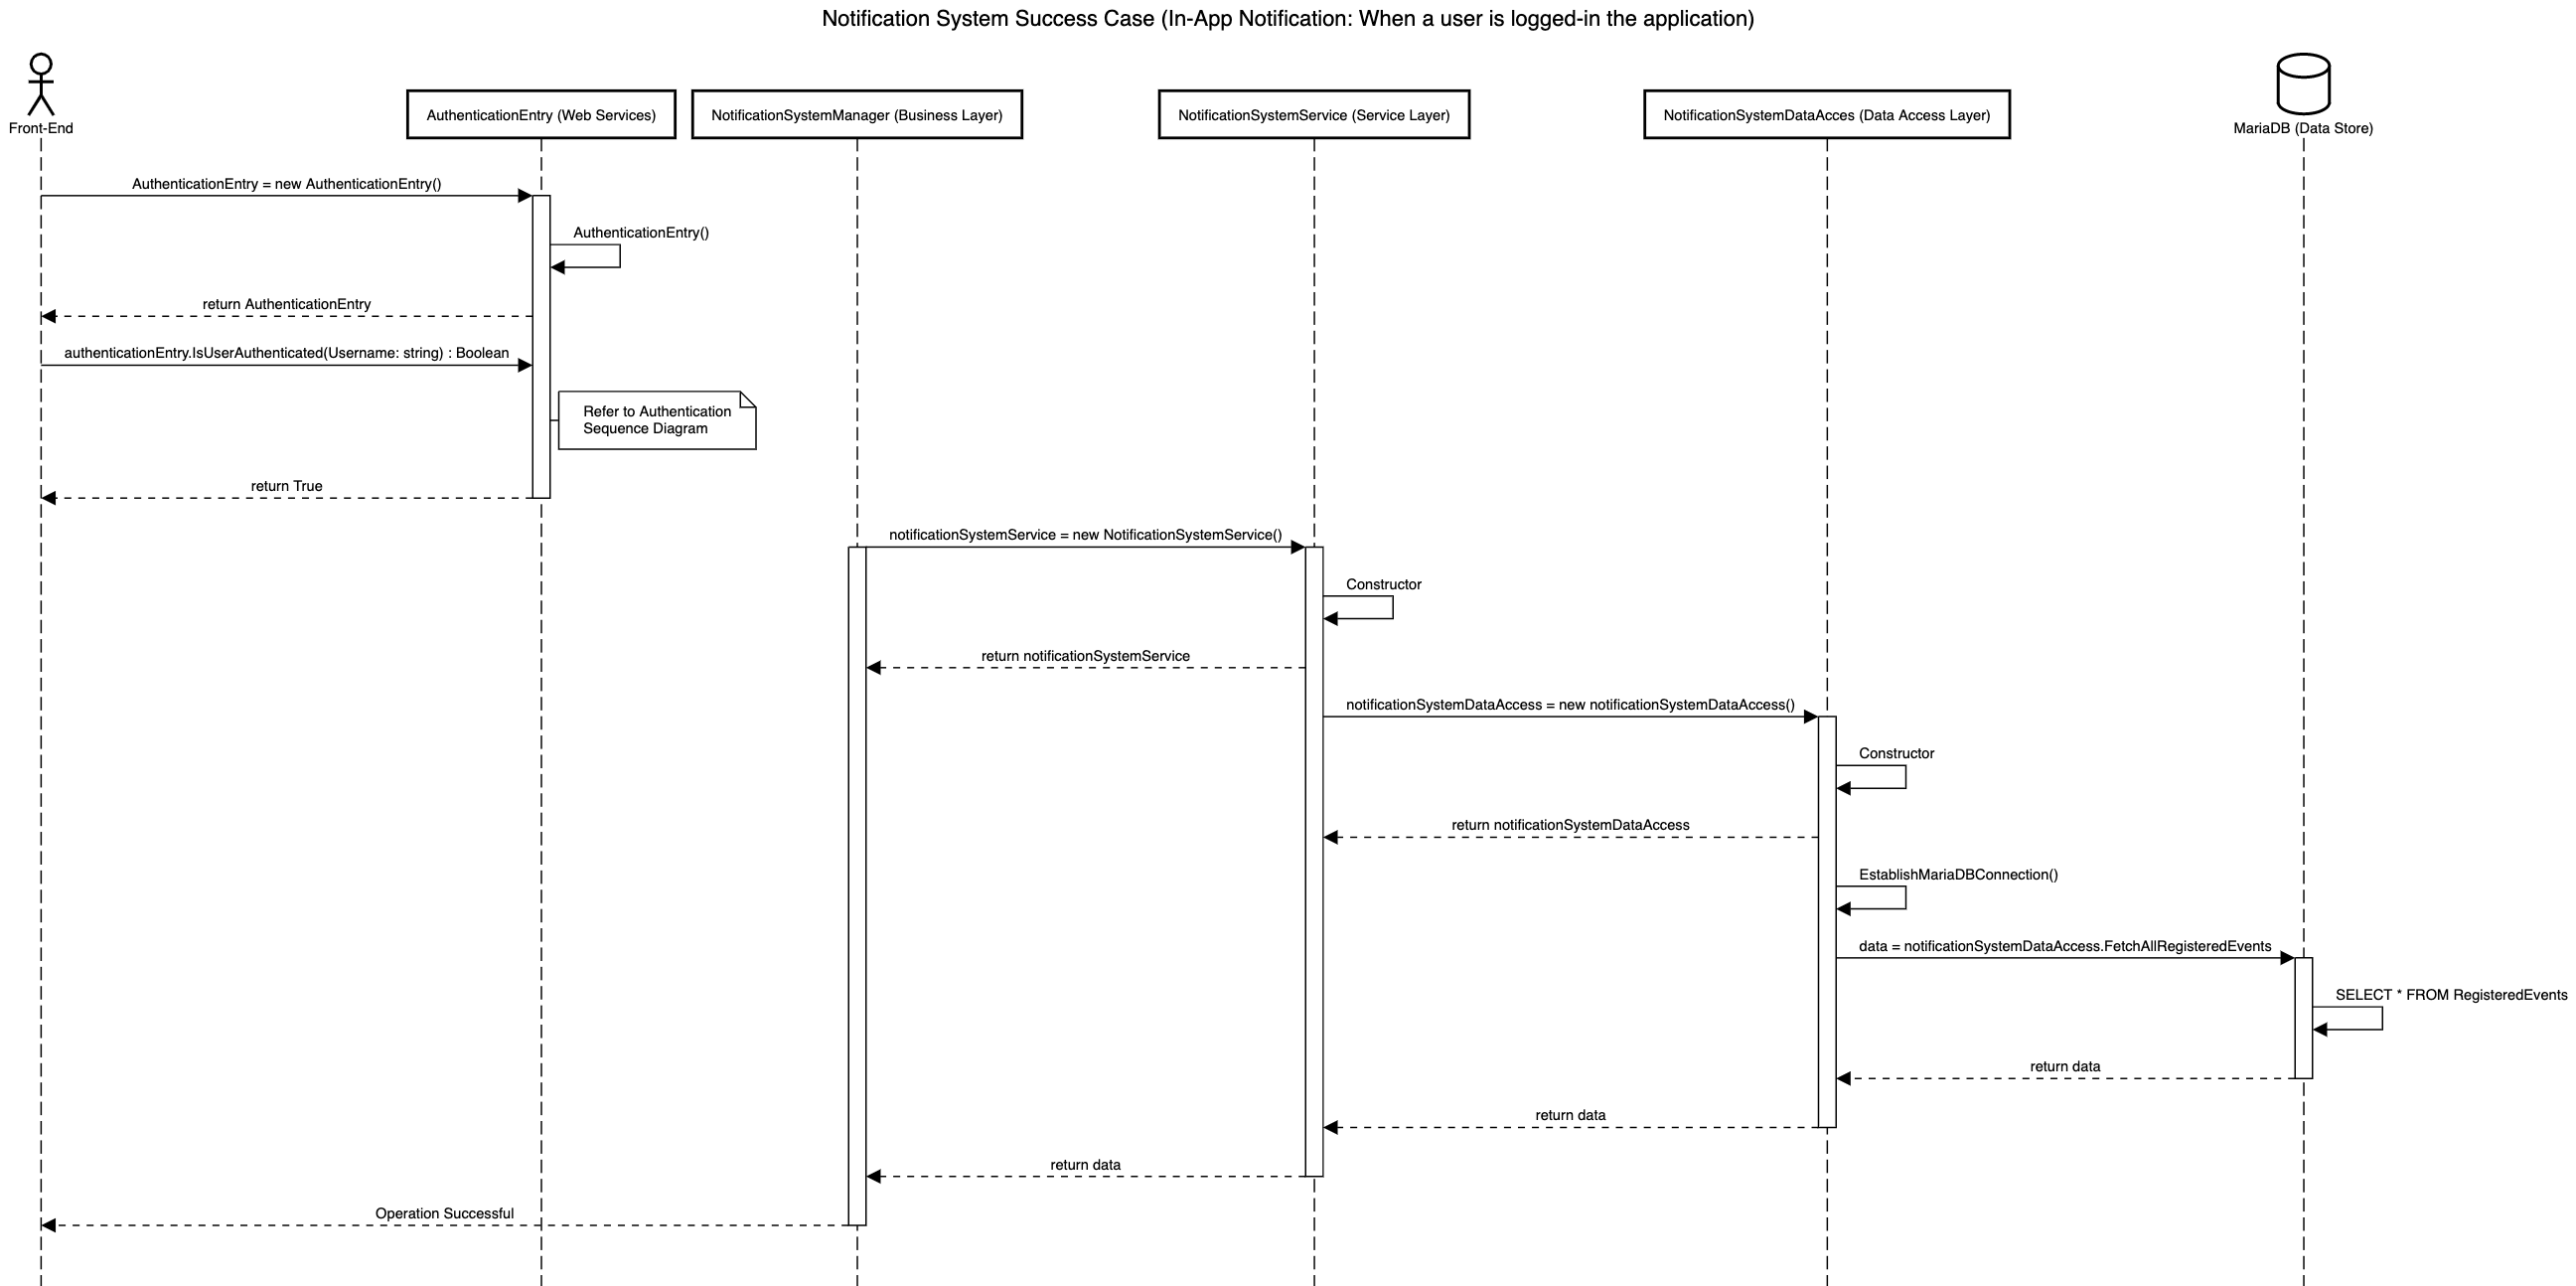 Notification System Success Case (In-App Notification: When a user is logged-in the application)
Front-End
AuthenticationEntry (Web Services)
NotificationSystemManager (Business Layer)
NotificationSystemService (Service Layer)
NotificationSystemDataAcces (Data Access Layer)
MariaDB (Data Store)
AuthenticationEntry = new AuthenticationEntry()
AuthenticationEntry()
return AuthenticationEntry
authenticationEntry.IsUserAuthenticated(Username: string) : Boolean
Refer to Authentication
Sequence Diagram
return True
notificationSystemService = new NotificationSystemService()
Constructor
return notificationSystemService
notificationSystemDataAccess = new notificationSystemDataAccess()
Constructor
return notificationSystemDataAccess
EstablishMariaDBConnection()
data = notificationSystemDataAccess.FetchAllRegisteredEvents
SELECT * FROM RegisteredEvents
return data
return data
return data
Operation Successful